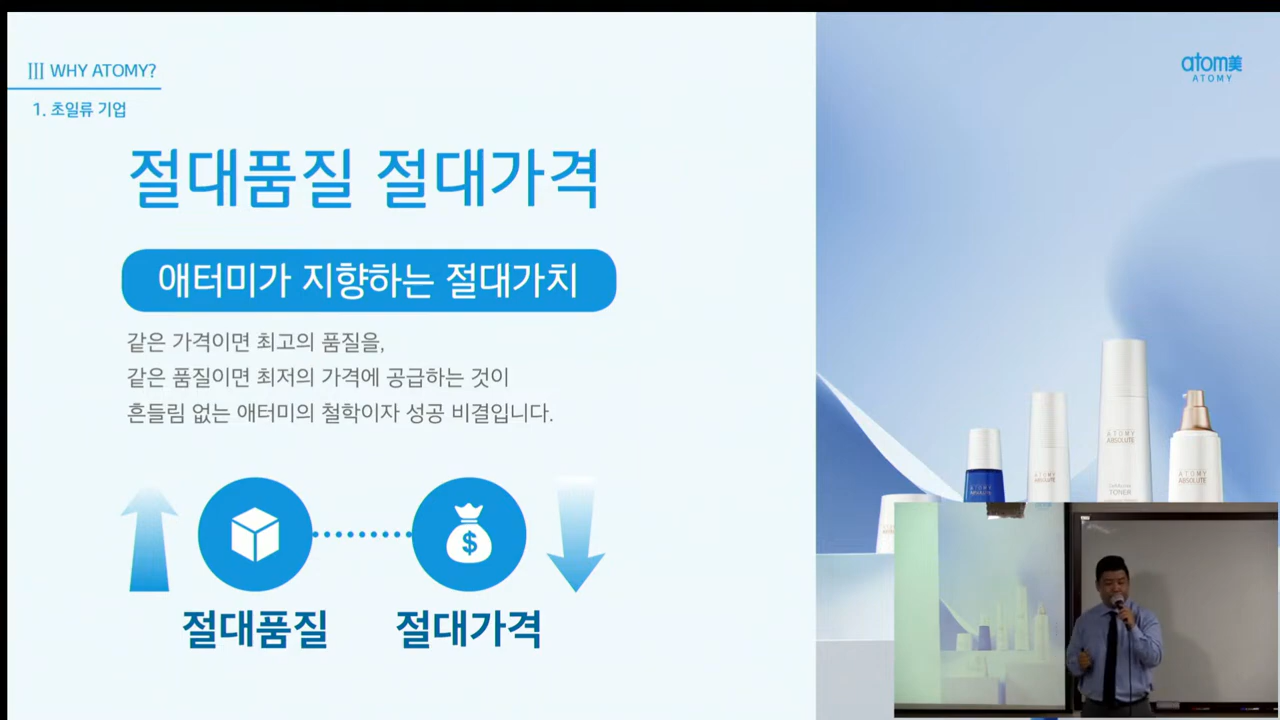 III WHY ATOMY?
1. 초일류 기업
atom美
ATOMY
절대품질 절대가격
애터미가 지향하는 절대가치
같은 가격이면 최고의 품질을,
같은 품질이면 최저의 가격에 공급하는 것이
흔들림 없는 애터미의 철학이자 성공 비결입니다.
$
절대품질
절대가격
ATOMY
ABSOLUTE
ATOMY
ABSOLUTE
TONER
ATOMY
ABSOLUTE